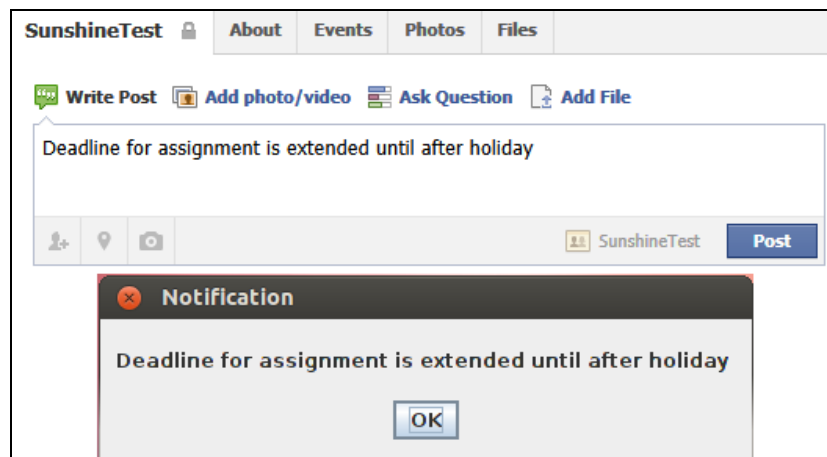 SunshineTest About Events Photos Files
Write Post Add photo/video Ask Question Add File
Deadline for assignment is extended until after holiday
SunshineTest Post
Notification
Deadline for assignment is extended until after holiday
OK